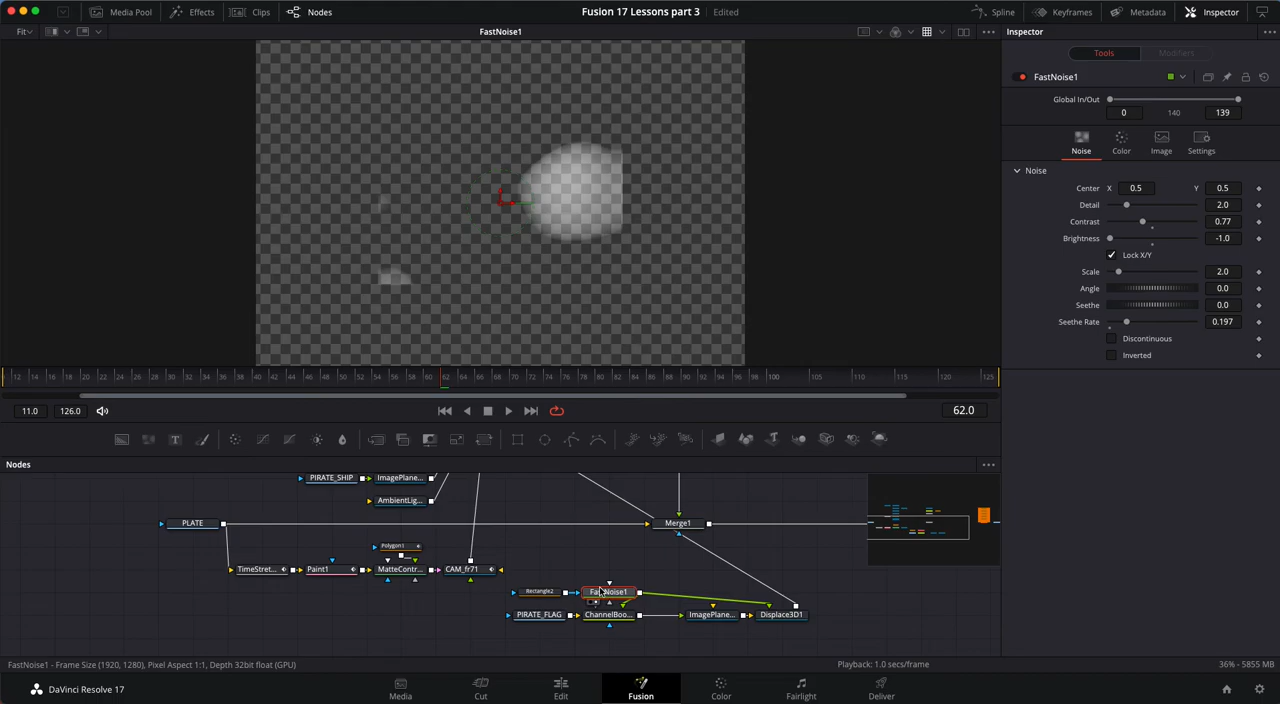 Media Pool Effects Clips Nodes Fusion 17 Lessons part 3 Edited Spline Keyframes Metadata Inspector
Fit FastNoise1 Inspector
Tools Modifiers
FastNoise1
Global In/Out
0 140 139
Noise Color Image Settings
Noise
Center X 0.5 Y 0.5
Detail 2.0
Contrast 0.77
Brightness -1.0
Lock X/Y
Scale 2.0
Angle 0.0
Seethe 0.0
Seethe Rate 0.197
Discontinuous
Inverted
12 14 16 18 20 22 24 26 28 30 32 34 36 38 40 42 44 46 48 50 52 54 56 58 60 62 64 66 68 70 72 74 76 78 80 82 84 86 88 90 92 94 96 98 100 105 110 115 120 125
11.0 126.0 62.0
Nodes
PIRATE_SHIP ImagePlane...
AmbientLig...
PLATE Merge1
Polygon1
TimeStret... Paint1 MatteContr... CAM_fr71
Rectangle2 FastNoise1
PIRATE_FLAG ChannelBoo... ImagePlane... Displace3D1
FastNoise1 - Frame Size (1920, 1280), Pixel Aspect 1:1, Depth 32bit float (GPU) Playback: 1.0 secs/frame 36% - 5855 MB
DaVinci Resolve 17 Media Cut Edit Fusion Color Fairlight Deliver